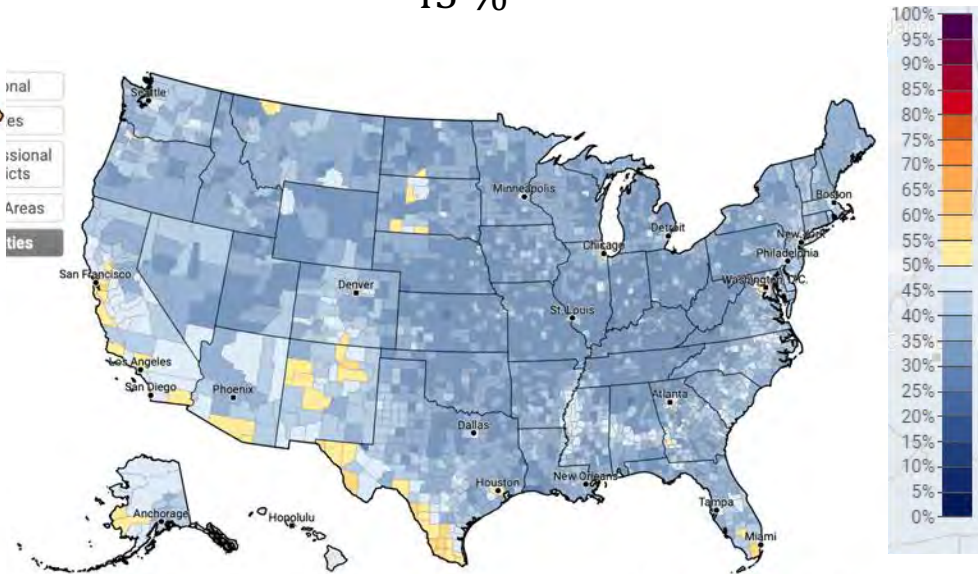 %
onal
es
ssional
icts
Areas
ties
Seattle
Minneapolis
Boston
Detroit
Chicago
New York
Philadelphia
San Francisco
Denver
Washington, D.C.
St. Louis
Los Angeles
San Diego
Phoenix
Atlanta
Dallas
Houston
New Orleans
Tampa
Anchorage
Honolulu
Miami
100%
95%
90%
85%
80%
75%
70%
65%
60%
55%
50%
45%
40%
35%
30%
25%
20%
15%
10%
5%
0%